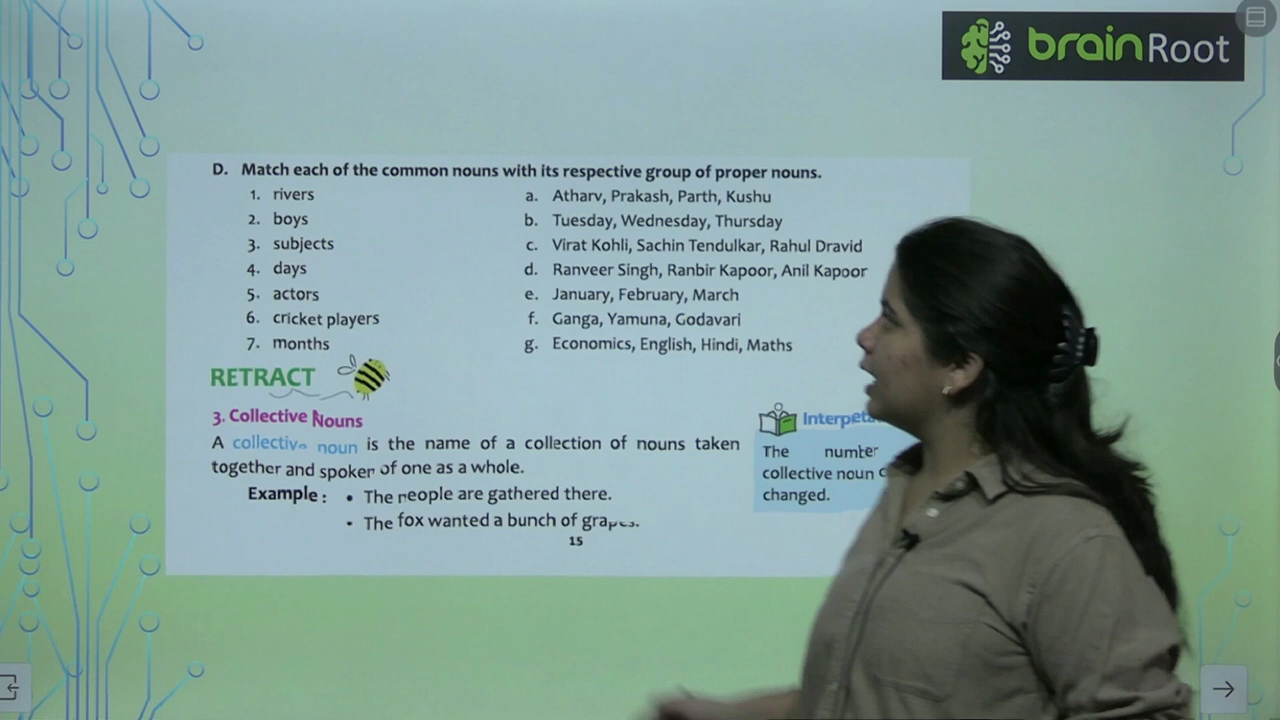 brainRoot
D. Match each of the common nouns with its respective group of proper nouns.
1. rivers a. Atharv, Prakash, Parth, Kushu
2. boys b. Tuesday, Wednesday, Thursday
3. subjects c. Virat Kohli, Sachin Tendulkar, Rahul Dravid
4. days d. Ranveer Singh, Ranbir Kapoor, Anil Kapoor
5. actors e. January, February, March
6. cricket players f. Ganga, Yamuna, Godavari
7. months g. Economics, English, Hindi, Maths
RETRACT
3. Collective Nouns
A collective noun is the name of a collection of nouns taken
together and spoken of one as a whole.
Example : • The people are gathered there.
• The fox wanted a bunch of grapes.
15
The number
collective noun
changed.